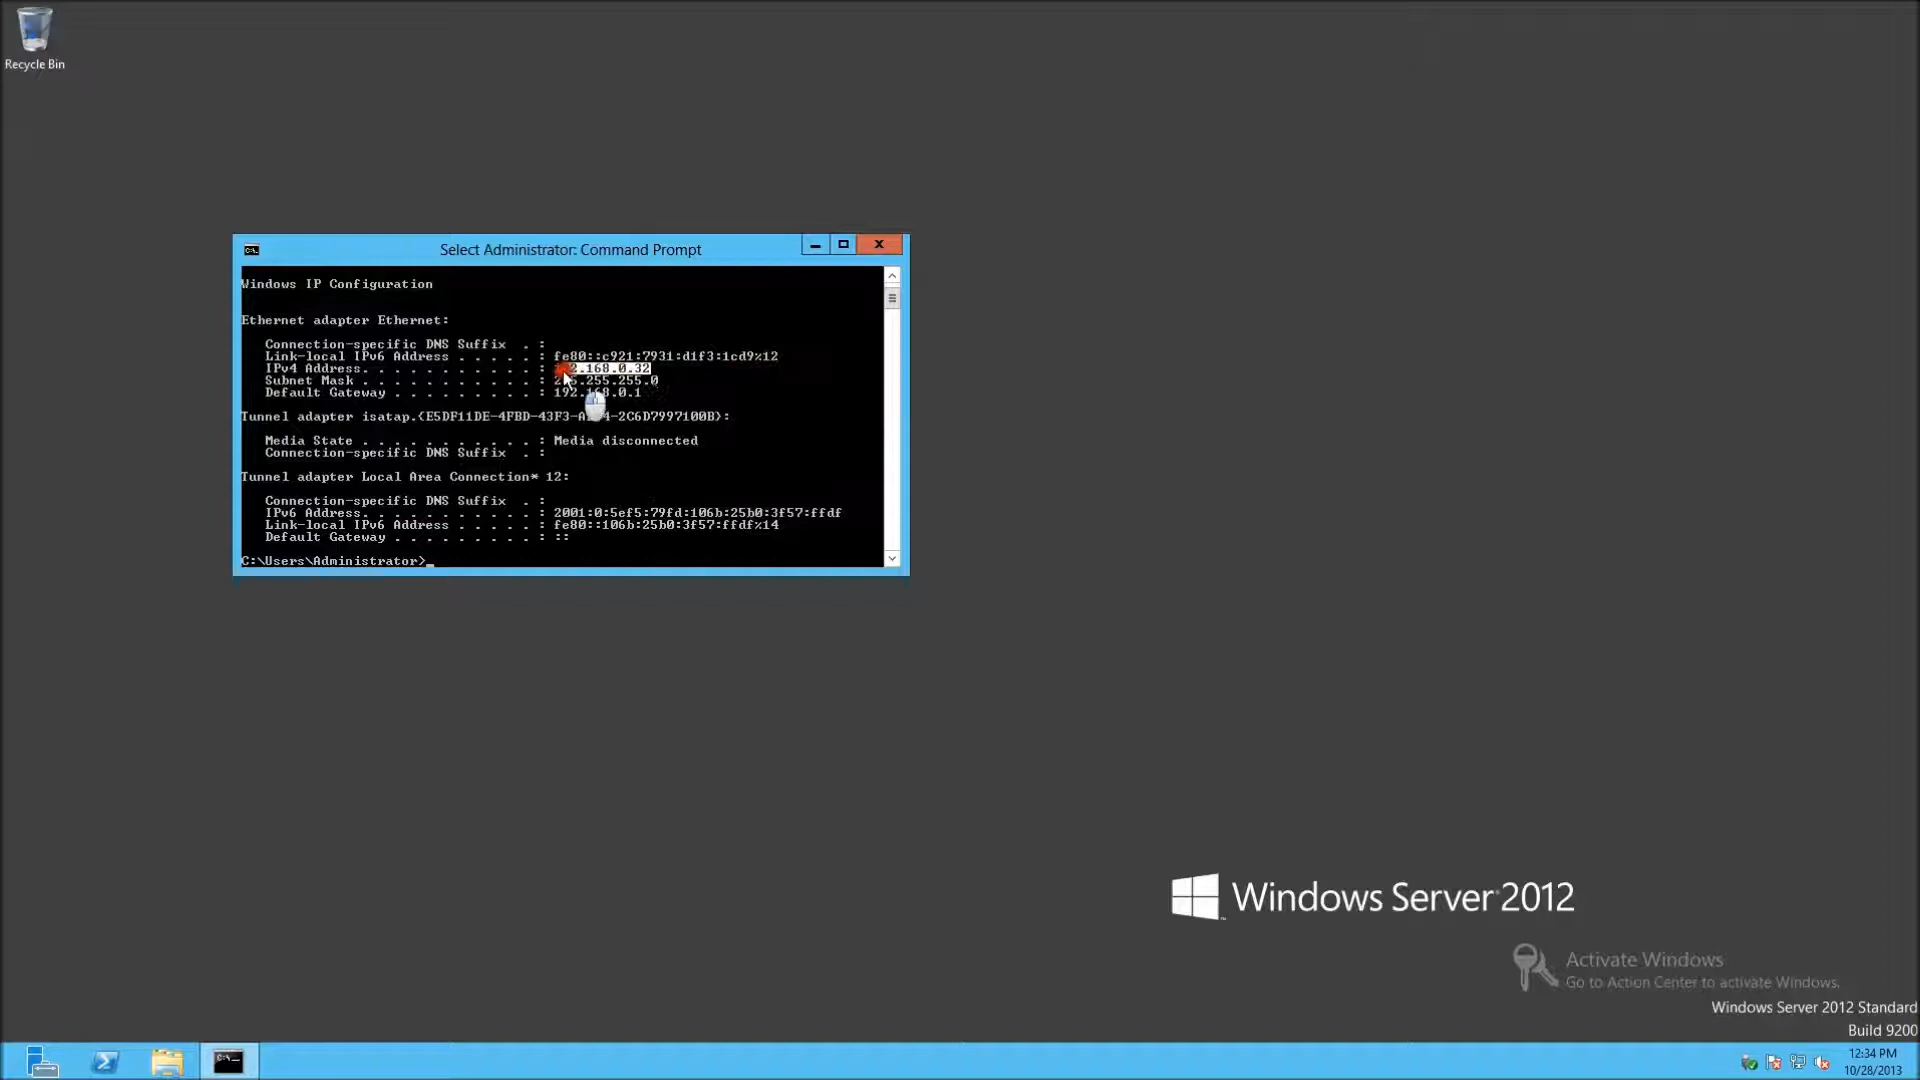 Recycle Bin
Select Administrator: Command Prompt
Windows IP Configuration
Ethernet adapter Ethernet:
Connection-specific DNS Suffix . :
Link-local IPv6 Address . . . . . : fe80::c921:7931:d1f3:1cd9%12
IPv4 Address. . . . . . . . . . . : .168.0.32
Subnet Mask . . . . . . . . . . . : .255.255.0
Default Gateway . . . . . . . . . : .0.1
Tunnel adapter isatap.{E5DF11DE-4FBD-43F3- -2C6D7997100B}:
Media State . . . . . . . . . . . : Media disconnected
Connection-specific DNS Suffix . :
Tunnel adapter Local Area Connection* 12:
Connection-specific DNS Suffix . :
IPv6 Address. . . . . . . . . . . : 2001:0:5ef5:79fd:106b:25b0:3f57:ffdf
Link-local IPv6 Address . . . . . : fe80::106b:25b0:3f57:ffdf%14
Default Gateway . . . . . . . . . : ::
C:\Users\Administrator>_
Windows Server 2012
Activate Windows
Go to Action Center to activate Windows.
Windows Server 2012 Standard
Build 9200
12:34 PM
10/28/2013